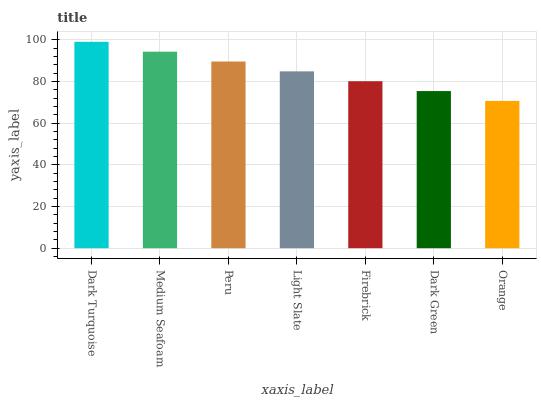 title
yaxis_label
100
80
60
40
20
0
Dark Turquoise
Medium Seafoam
Peru
Light Slate
Firebrick
Dark Green
Orange
xaxis_label